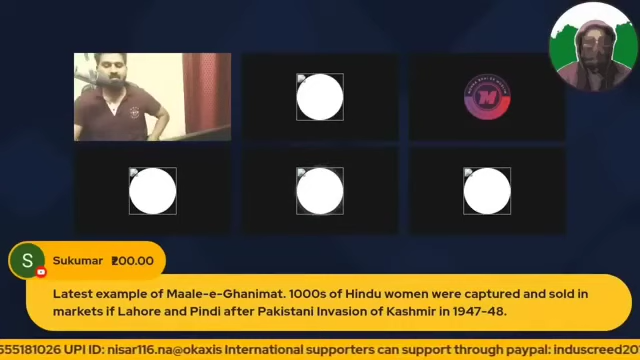 M
S
Sukumar ₹200.00
Latest example of Maale-e-Ghanimat. 1000s of Hindu women were captured and sold in
markets if Lahore and Pindi after Pakistani Invasion of Kashmir in 1947-48.
555181026 UPI ID: nisar116.na@okaxis International supporters can support through paypal: induscreed20